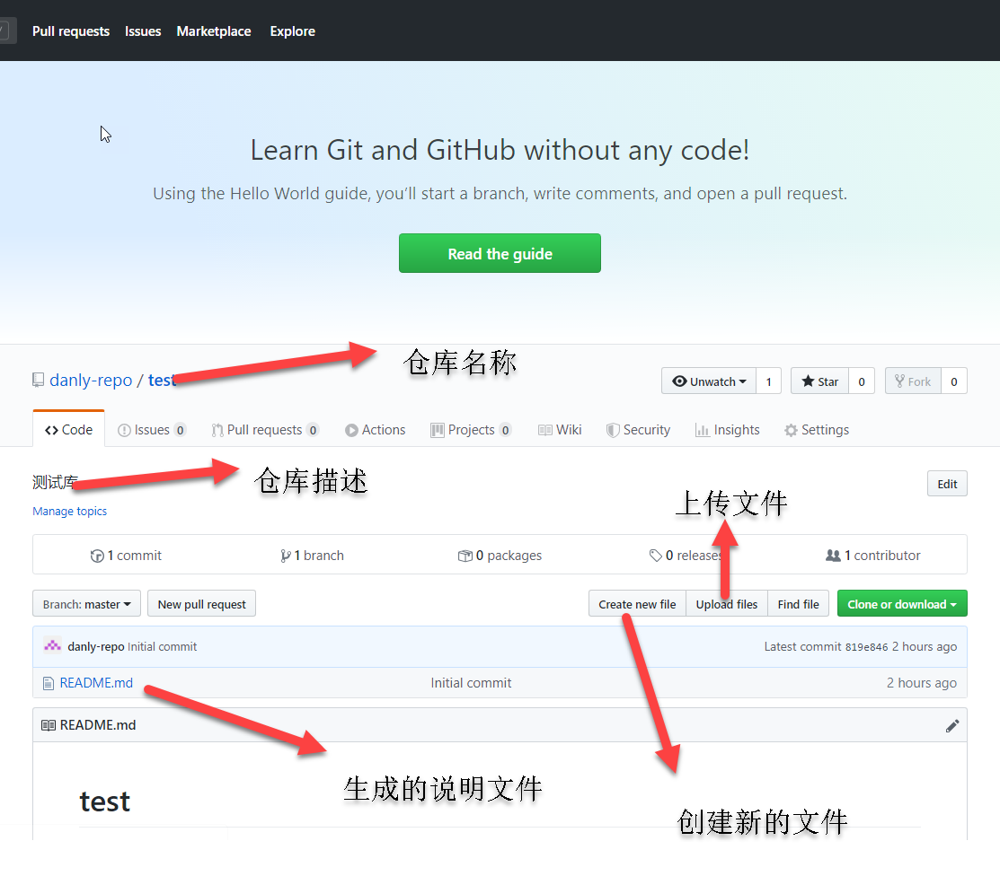 Pull requests Issues Marketplace Explore
Learn Git and GitHub without any code!
Using the Hello World guide, you’ll start a branch, write comments, and open a pull request.
Read the guide
仓库名称
danly-repo / test Unwatch 1 Star 0 Fork 0
Code Issues 0 Pull requests 0 Actions Projects 0 Wiki Security Insights Settings
测试库 仓库描述 Edit
上传文件
Manage topics
1 commit 1 branch 0 packages 0 releases 1 contributor
Branch: master New pull request Create new file Upload files Find file Clone or download
danly-repo Initial commit Latest commit 819e846 2 hours ago
README.md Initial commit 2 hours ago
README.md
生成的说明文件
test
创建新的文件